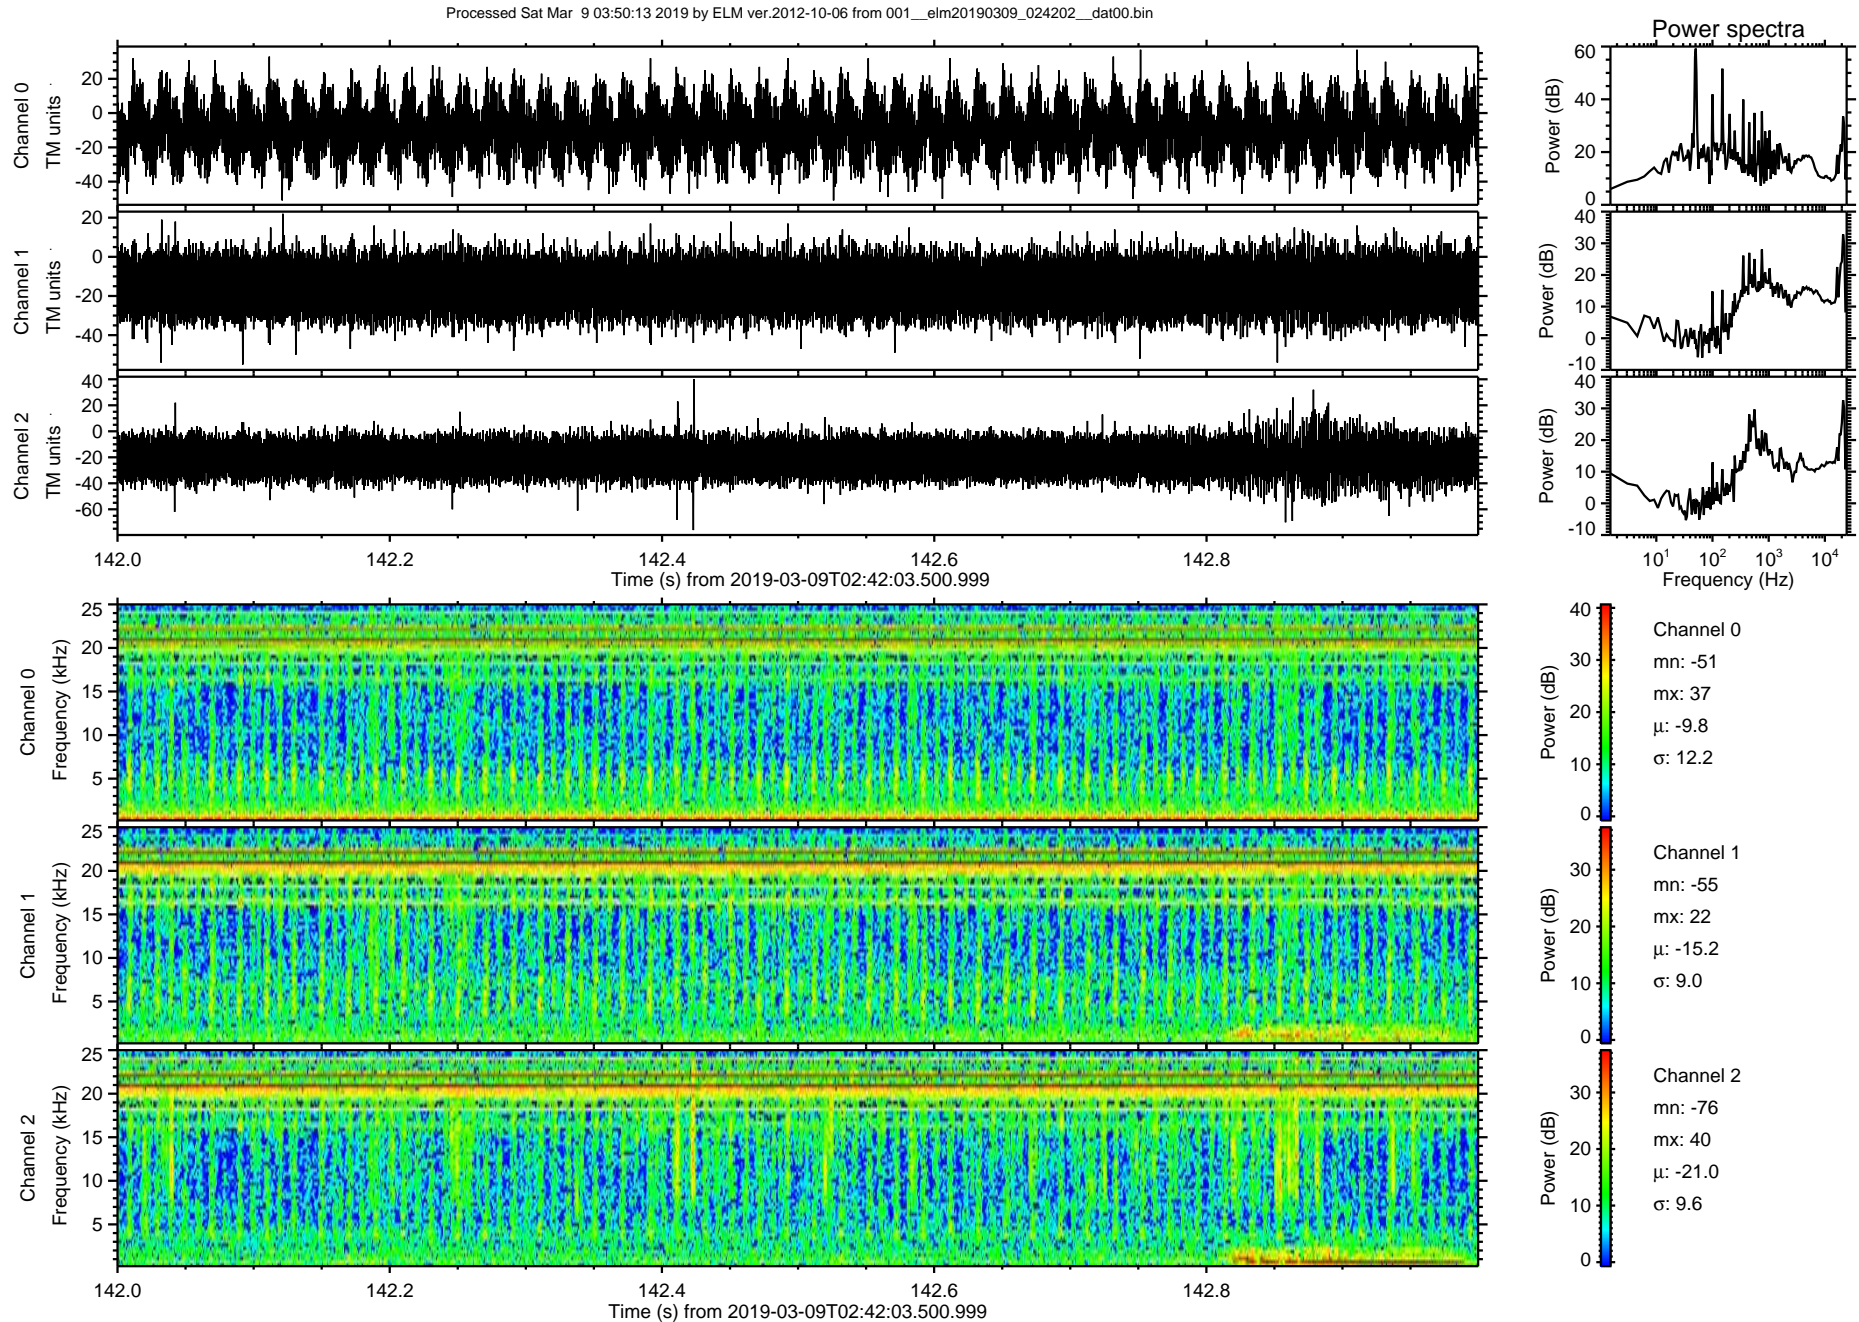 Processed Sat Mar  9 03:50:13 2019 by ELM ver.2012-10-06 from 001__elm20190309_024202__dat00.bin
Power spectra
Channel 0
TM units
20
0
-20
-40
Power (dB)
60
40
20
0
Channel 1
TM units
20
0
-20
-40
Power (dB)
40
30
20
10
0
-10
Channel 2
TM units
40
20
0
-20
-40
-60
Power (dB)
40
30
20
10
0
-10
142.0
142.2
142.4
142.6
142.8
Time (s) from 2019-03-09T02:42:03.500.999
10^1
10^2
10^3
10^4
Frequency (Hz)
Channel 0
Frequency (kHz)
25
20
15
10
5
Power (dB)
40
30
20
10
0
Channel 0
mn: -51
mx: 37
μ: -9.8
σ: 12.2
Channel 1
Frequency (kHz)
25
20
15
10
5
Power (dB)
30
20
10
0
Channel 1
mn: -55
mx: 22
μ: -15.2
σ: 9.0
Channel 2
Frequency (kHz)
25
20
15
10
5
Power (dB)
30
20
10
0
Channel 2
mn: -76
mx: 40
μ: -21.0
σ: 9.6
142.0
142.2
142.4
142.6
142.8
Time (s) from 2019-03-09T02:42:03.500.999